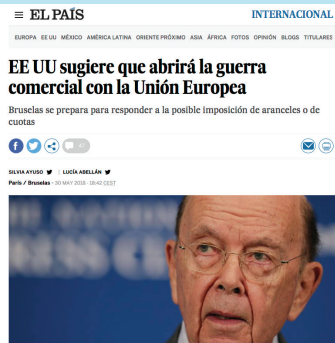 EL PAÍS
INTERNACIONAL
EUROPA EE UU MÉXICO AMÉRICA LATINA ORIENTE PRÓXIMO ASIA ÁFRICA FOTOS OPINIÓN BLOGS TITULARES
EE UU sugiere que abrirá la guerra
comercial con la Unión Europea
Bruselas se prepara para responder a la posible imposición de aranceles o de
cuotas
47
SILVIA AYUSO | LUCÍA ABELLÁN
París / Bruselas - 30 MAY 2018 - 16:42 CEST